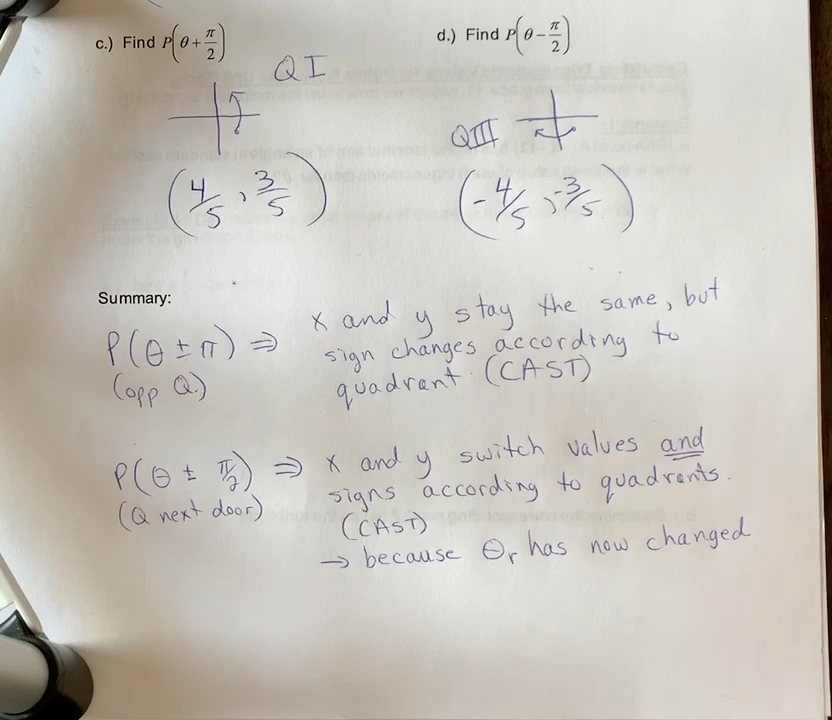 c.) Find P(θ + π/2)
d.) Find P(θ - π/2)
Q I
QIII
(4/5, 3/5)
(-4/5, -3/5)
Summary:
P(θ ± π) ⇒ x and y stay the same, but
sign changes according to
(opp Q.) quadrant. (CAST)
P(θ ± π/2) ⇒ x and y switch values and
(Q next door) signs according to quadrants.
(CAST)
→ because θr has now changed